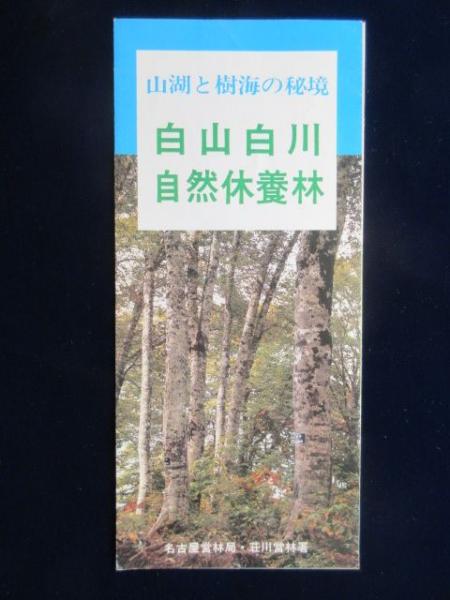 山湖と樹海の秘境
白山白川
自然休養林
名古屋営林局・荘川営林署